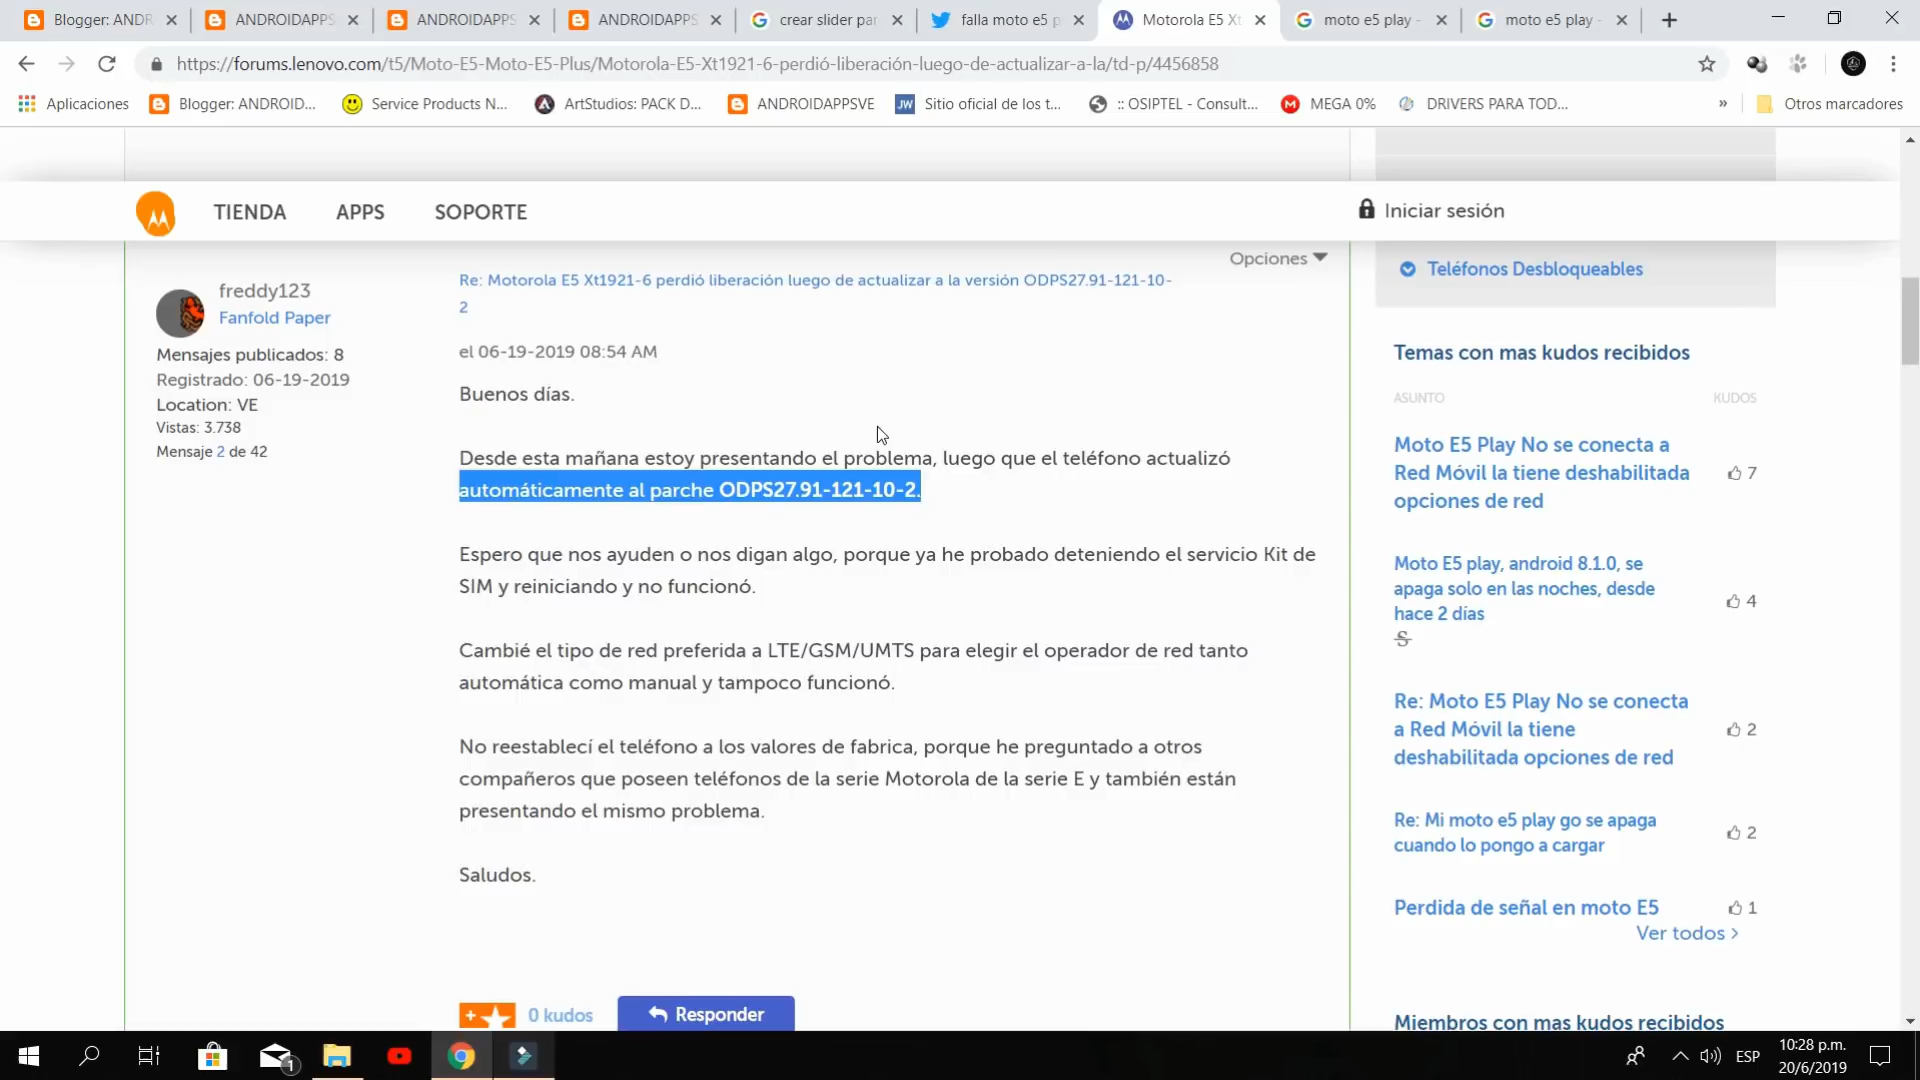 Blogger: ANDR
ANDROIDAPPS
ANDROIDAPPS
ANDROIDAPPS
crear slider par
falla moto e5 p
Motorola E5 Xt
moto e5 play -
moto e5 play -
https://forums.lenovo.com/t5/Moto-E5-Moto-E5-Plus/Motorola-E5-Xt1921-6-perdió-liberación-luego-de-actualizar-a-la/td-p/4456858
Aplicaciones
Blogger: ANDROID...
Service Products N...
ArtStudios: PACK D...
ANDROIDAPPSVE
JW Sitio oficial de los t...
:: OSIPTEL - Consult...
M MEGA 0%
DRIVERS PARA TOD...
»
Otros marcadores
TIENDA
APPS
SOPORTE
Iniciar sesión
Opciones
freddy123
Fanfold Paper
Mensajes publicados: 8
Registrado: 06-19-2019
Location: VE
Vistas: 3.738
Mensaje 2 de 42
Re: Motorola E5 Xt1921-6 perdió liberación luego de actualizar a la versión ODPS27.91-121-10-
2
el 06-19-2019 08:54 AM
Buenos días.
Desde esta mañana estoy presentando el problema, luego que el teléfono actualizó
automáticamente al parche ODPS27.91-121-10-2.
Espero que nos ayuden o nos digan algo, porque ya he probado deteniendo el servicio Kit de
SIM y reiniciando y no funcionó.
Cambié el tipo de red preferida a LTE/GSM/UMTS para elegir el operador de red tanto
automática como manual y tampoco funcionó.
No reestablecí el teléfono a los valores de fabrica, porque he preguntado a otros
compañeros que poseen teléfonos de la serie Motorola de la serie E y también están
presentando el mismo problema.
Saludos.
0 kudos
Responder
Teléfonos Desbloqueables
Temas con mas kudos recibidos
ASUNTO
KUDOS
Moto E5 Play No se conecta a
Red Móvil la tiene deshabilitada
opciones de red
7
Moto E5 play, android 8.1.0, se
apaga solo en las noches, desde
hace 2 días
4
Re: Moto E5 Play No se conecta
a Red Móvil la tiene
deshabilitada opciones de red
2
Re: Mi moto e5 play go se apaga
cuando lo pongo a cargar
2
Perdida de señal en moto E5
1
Ver todos >
Miembros con mas kudos recibidos
1
ESP
10:28 p.m.
20/6/2019